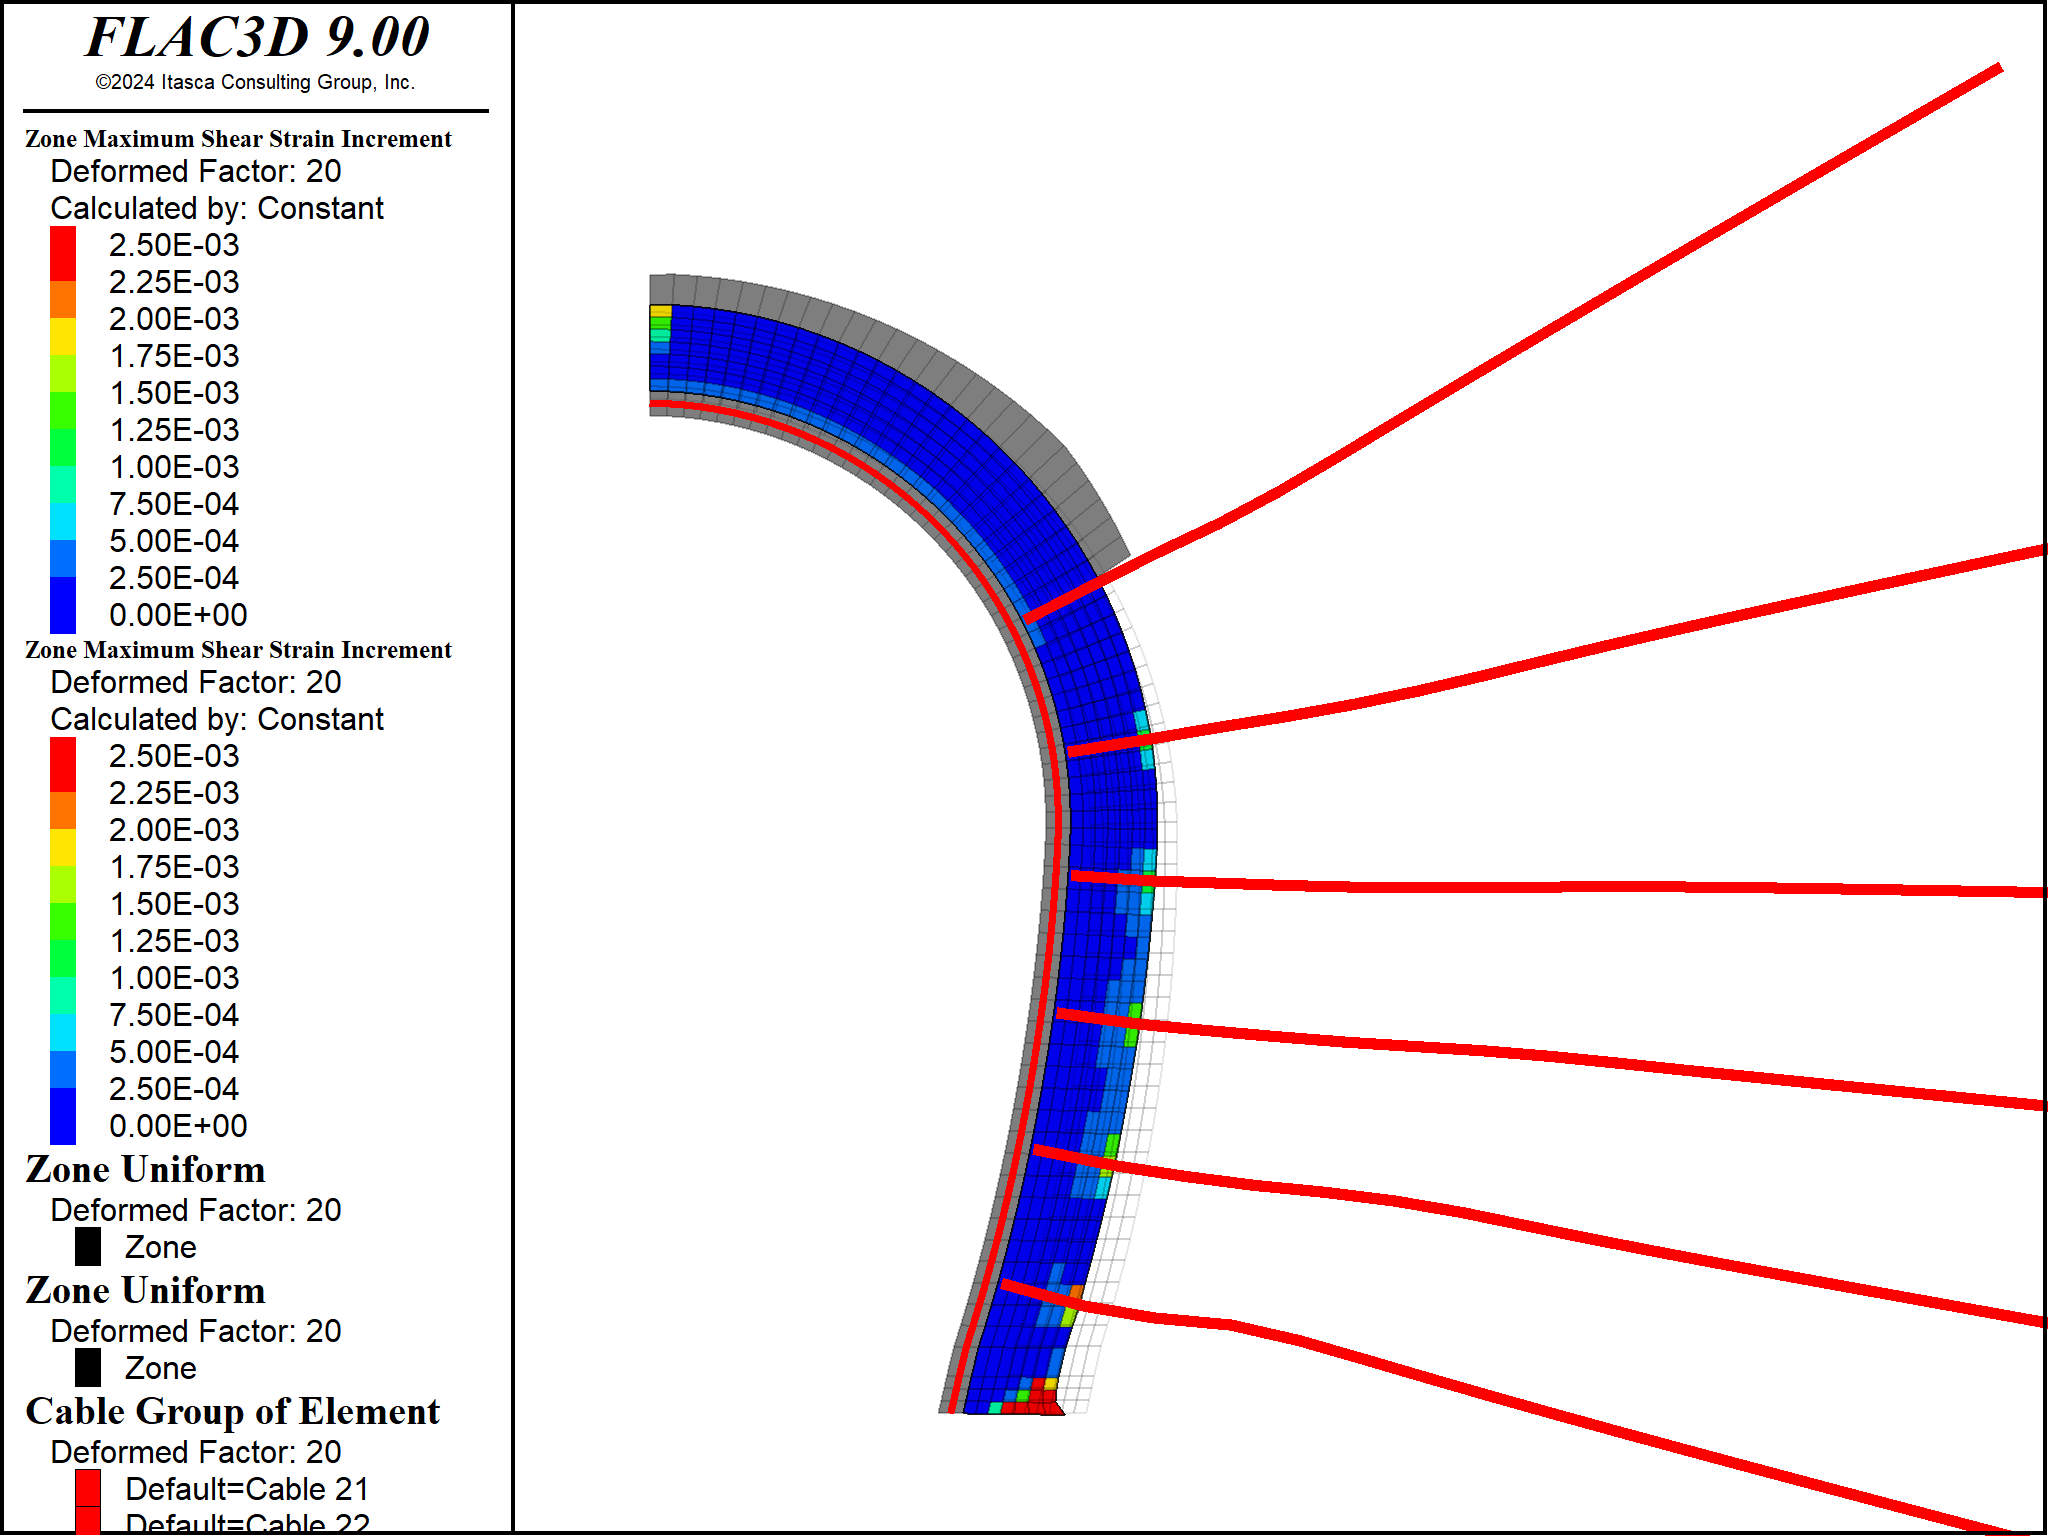 FLAC3D 9.00
©2024 Itasca Consulting Group, Inc.
Zone Maximum Shear Strain Increment
Deformed Factor: 20
Calculated by: Constant
2.50E-03
2.25E-03
2.00E-03
1.75E-03
1.50E-03
1.25E-03
1.00E-03
7.50E-04
5.00E-04
2.50E-04
0.00E+00
Zone Maximum Shear Strain Increment
Deformed Factor: 20
Calculated by: Constant
2.50E-03
2.25E-03
2.00E-03
1.75E-03
1.50E-03
1.25E-03
1.00E-03
7.50E-04
5.00E-04
2.50E-04
0.00E+00
Zone Uniform
Deformed Factor: 20
Zone
Zone Uniform
Deformed Factor: 20
Zone
Cable Group of Element
Deformed Factor: 20
Default=Cable 21
Default=Cable 22